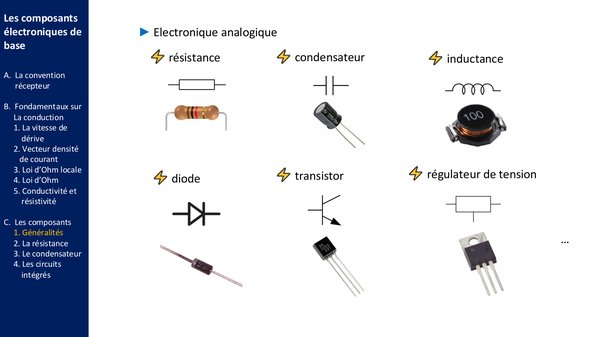 Les composants
électroniques de
base
A. La convention
récepteur
B. Fondamentaux sur
La conduction
1. La vitesse de
dérive
2. Vecteur densité
de courant
3. Loi d'Ohm locale
4. Loi d'Ohm
5. Conductivité et
résistivité
C. Les composants
1. Généralités
2. La résistance
3. Le condensateur
4. Les circuits
intégrés
Electronique analogique
résistance
condensateur
inductance
100
diode
transistor
régulateur de tension
...